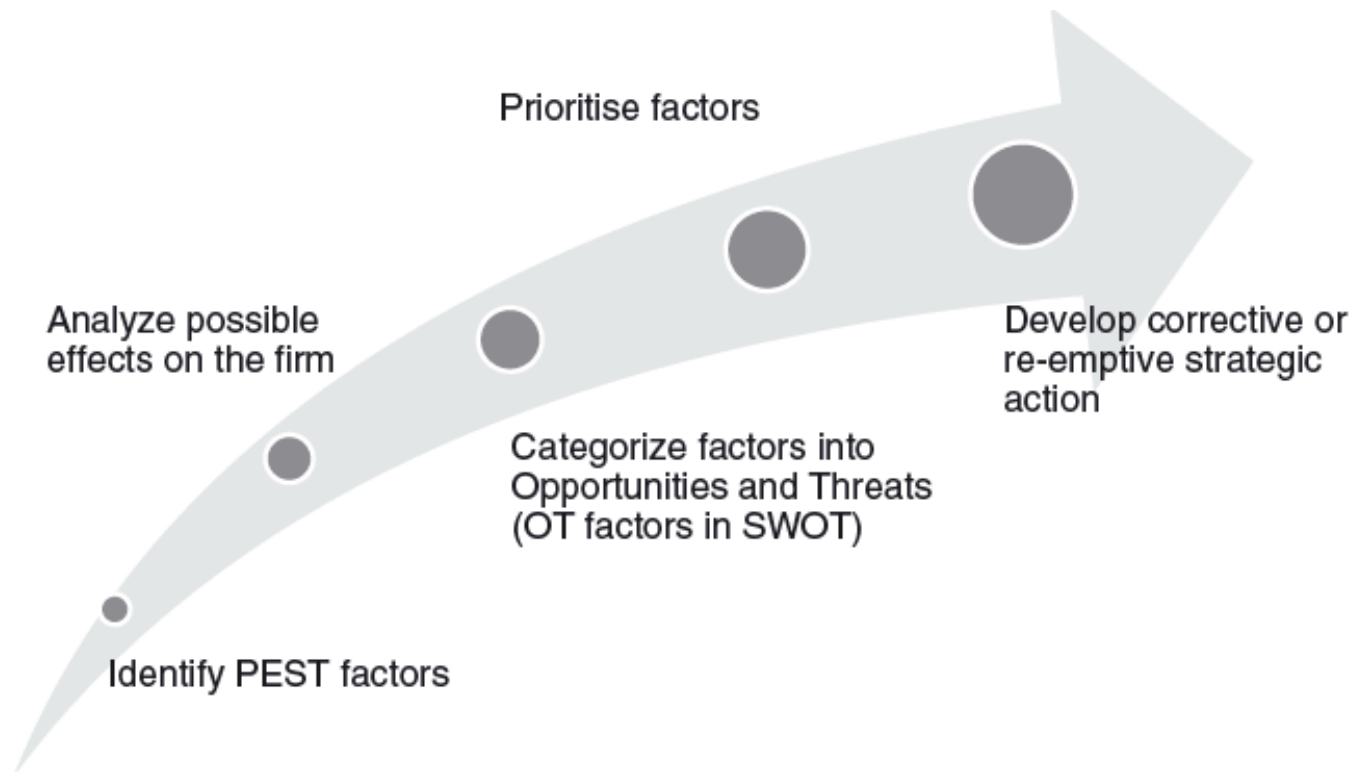 Prioritise factors
Analyze possible
effects on the firm
Develop corrective or
re-emptive strategic
action
Categorize factors into
Opportunities and Threats
(OT factors in SWOT)
Identify PEST factors